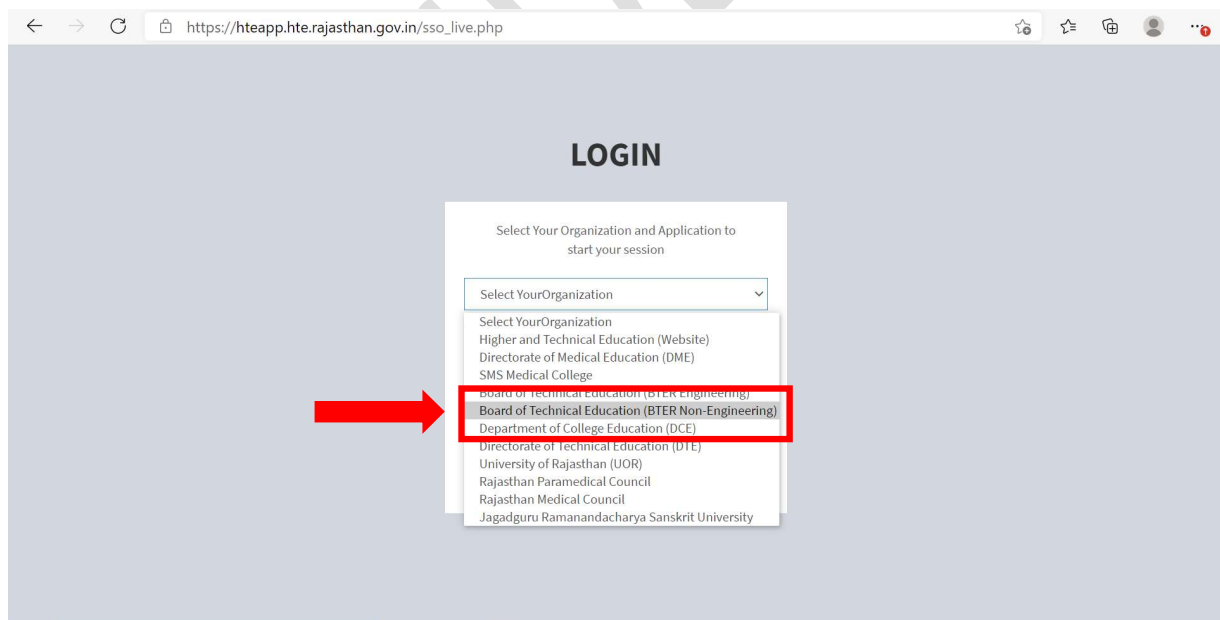 https://hteapp.hte.rajasthan.gov.in/sso_live.php
LOGIN
Select Your Organization and Application to
start your session
Select YourOrganization
Select YourOrganization
Higher and Technical Education (Website)
Directorate of Medical Education (DME)
SMS Medical College
Board of Technical Education (BTER Engineering)
Board of Technical Education (BTER Non-Engineering)
Department of College Education (DCE)
Directorate of Technical Education (DTE)
University of Rajasthan (UOR)
Rajasthan Paramedical Council
Rajasthan Medical Council
Jagadguru Ramanandacharya Sanskrit University